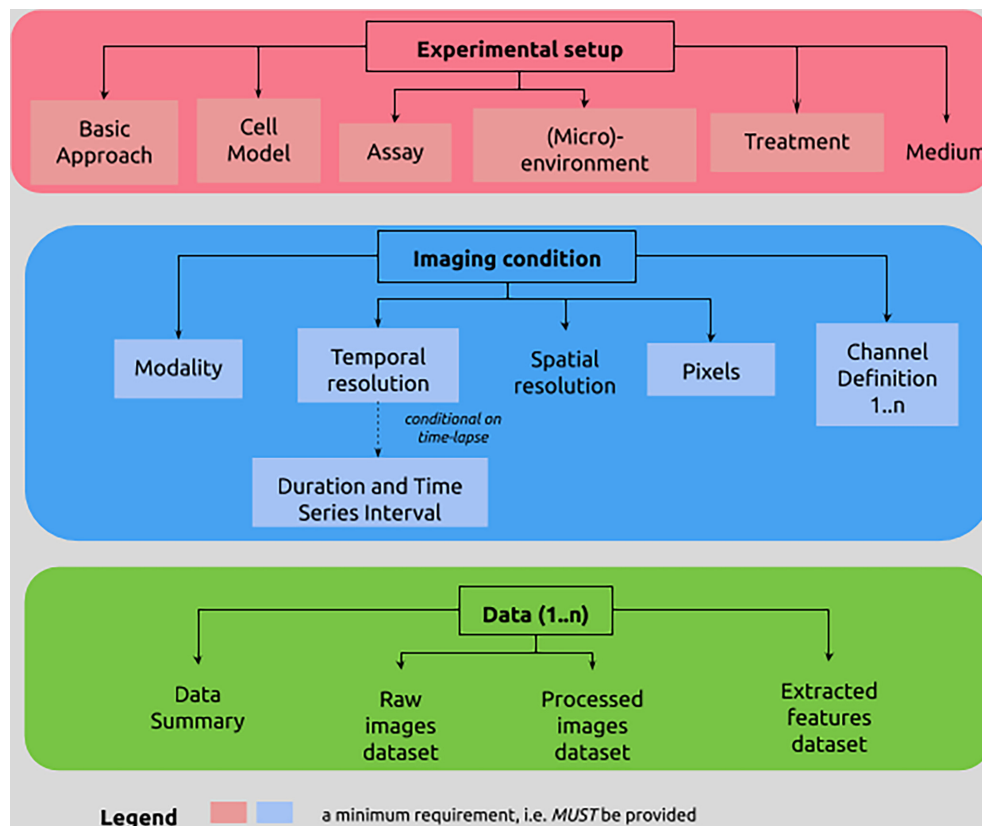 Experimental setup
Basic
Approach
Cell
Model
Assay
(Micro)-
environment
Treatment
Medium
Imaging condition
Modality
Temporal
resolution
Spatial
resolution
Pixels
Channel
Definition
1..n
conditional on
time-lapse
Duration and Time
Series Interval
Data (1..n)
Data
Summary
Raw
images
dataset
Processed
images
dataset
Extracted
features
dataset
Legend a minimum requirement, i.e. MUST be provided